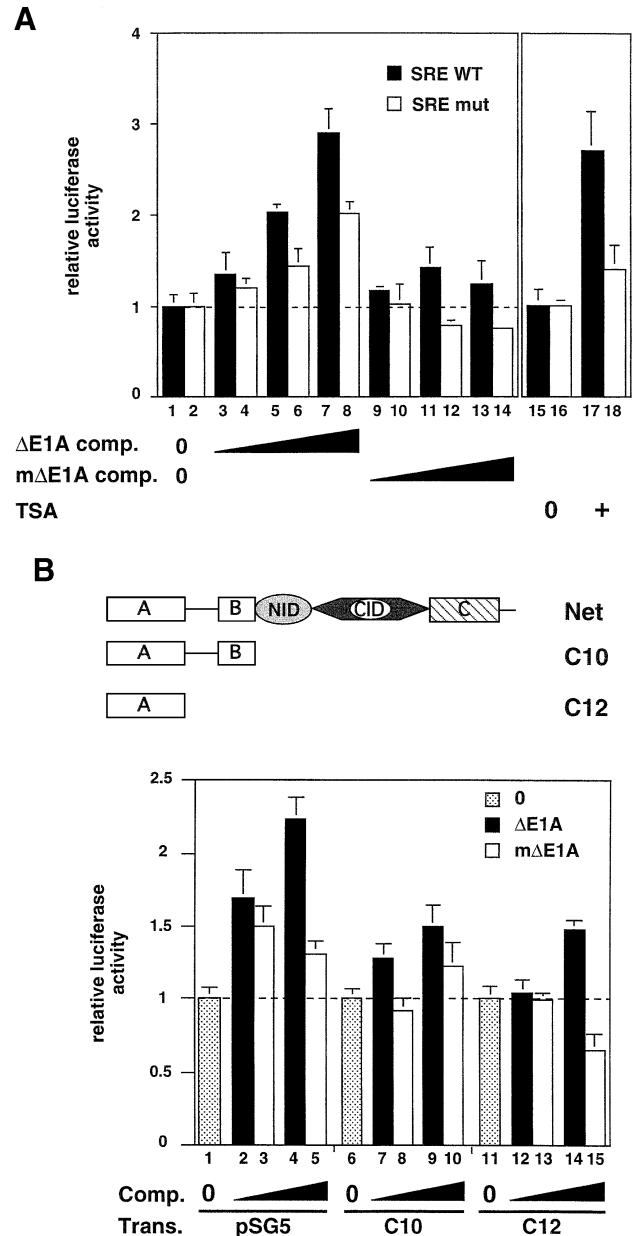 A
4
3
2
1
0
relative luciferase
activity
SRE WT
SRE mut
1 2 3 4 5 6 7 8 9 10 11 12 13 14 15 16 17 18
ΔE1A comp. 0
mΔE1A comp. 0
TSA 0 +
B
A B NID CID C Net
A B C10
A C12
2.5
2
1.5
1
0.5
0
relative luciferase
activity
0
ΔE1A
mΔE1A
1 2 3 4 5 6 7 8 9 10 11 12 13 14 15
Comp. 0 0 0
Trans. pSG5 C10 C12